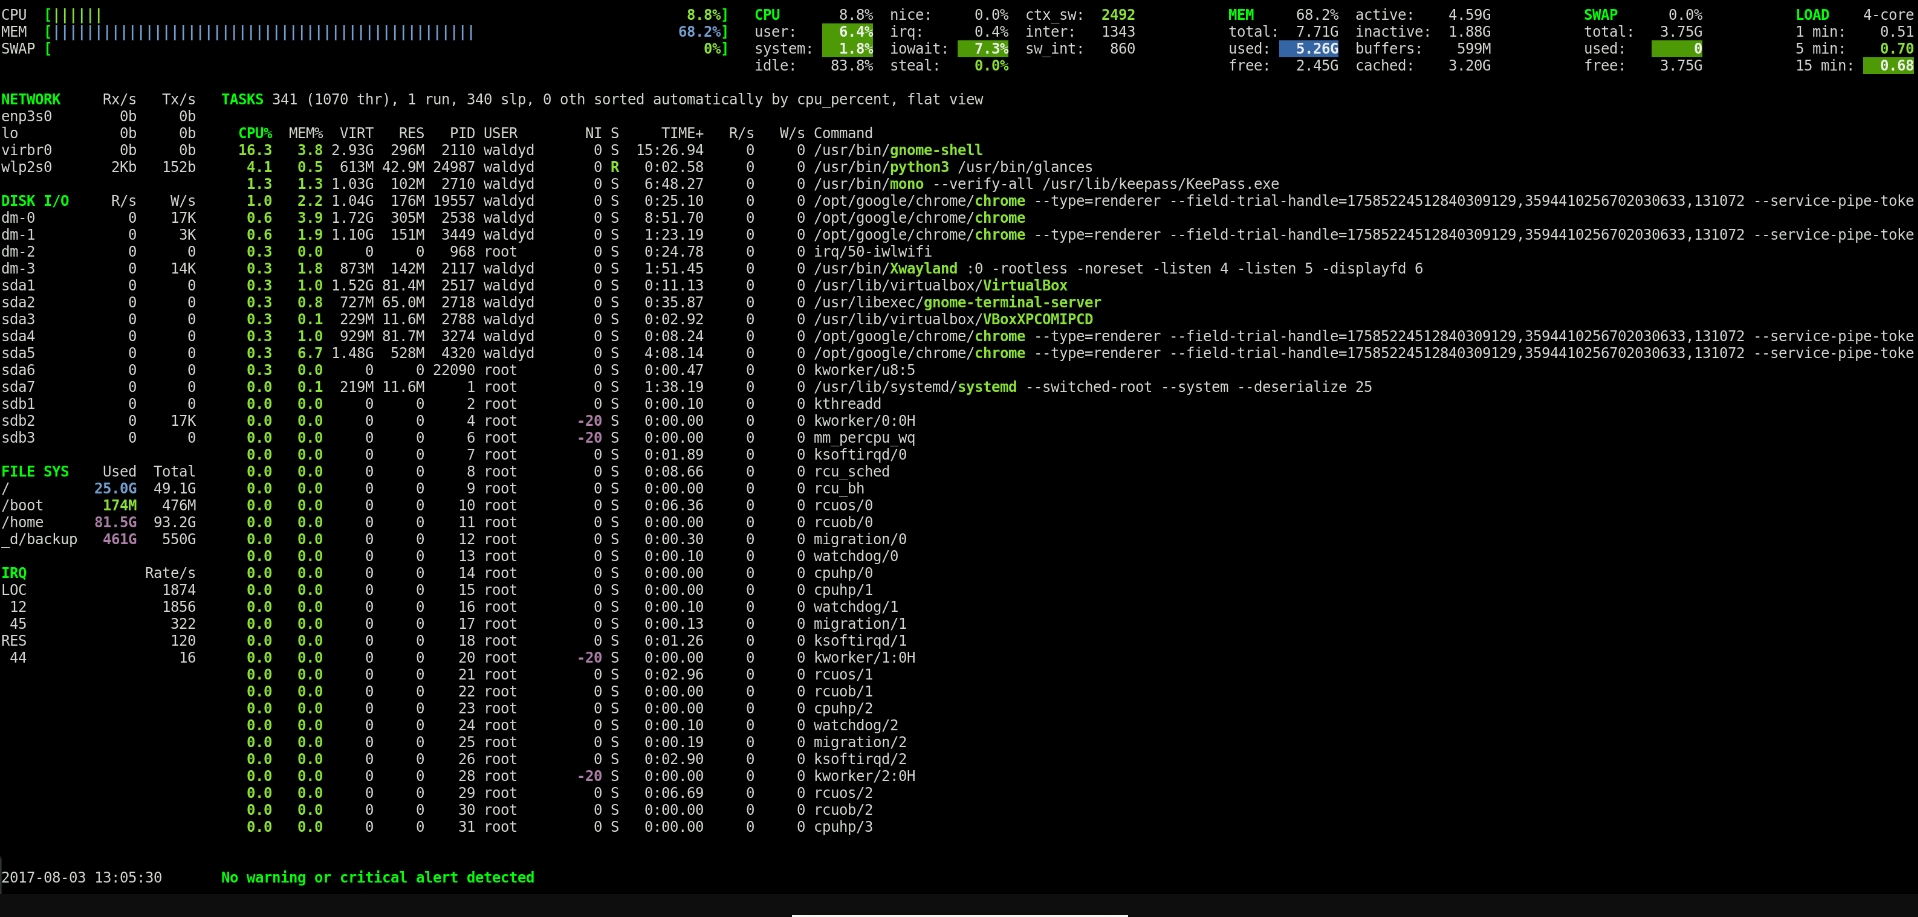 CPU [|||||| 8.8%] CPU 8.8% nice: 0.0% ctx_sw: 2492 MEM 68.2% active: 4.59G SWAP 0.0% LOAD 4-core
MEM [|||||||||||||||||||||||||||||||||||||||||||||||||| 68.2%] user: 6.4% irq: 0.4% inter: 1343 total: 7.71G inactive: 1.88G total: 3.75G 1 min: 0.51
SWAP [ 0%] system: 1.8% iowait: 7.3% sw_int: 860 used: 5.26G buffers: 599M used: 0 5 min: 0.70
idle: 83.8% steal: 0.0% free: 2.45G cached: 3.20G free: 3.75G 15 min: 0.68
NETWORK Rx/s Tx/s TASKS 341 (1070 thr), 1 run, 340 slp, 0 oth sorted automatically by cpu_percent, flat view
enp3s0 0b 0b
lo 0b 0b CPU% MEM% VIRT RES PID USER NI S TIME+ R/s W/s Command
virbr0 0b 0b 16.3 3.8 2.93G 296M 2110 waldyd 0 S 15:26.94 0 0 /usr/bin/gnome-shell
wlp2s0 2Kb 152b 4.1 0.5 613M 42.9M 24987 waldyd 0 R 0:02.58 0 0 /usr/bin/python3 /usr/bin/glances
1.3 1.3 1.03G 102M 2710 waldyd 0 S 6:48.27 0 0 /usr/bin/mono --verify-all /usr/lib/keepass/KeePass.exe
DISK I/O R/s W/s 1.0 2.2 1.04G 176M 19557 waldyd 0 S 0:25.10 0 0 /opt/google/chrome/chrome --type=renderer --field-trial-handle=17585224512840309129,3594410256702030633,131072 --service-pipe-toke
dm-0 0 17K 0.6 3.9 1.72G 305M 2538 waldyd 0 S 8:51.70 0 0 /opt/google/chrome/chrome
dm-1 0 3K 0.6 1.9 1.10G 151M 3449 waldyd 0 S 1:23.19 0 0 /opt/google/chrome/chrome --type=renderer --field-trial-handle=17585224512840309129,3594410256702030633,131072 --service-pipe-toke
dm-2 0 0 0.3 0.0 0 0 968 root 0 S 0:24.78 0 0 irq/50-iwlwifi
dm-3 0 14K 0.3 1.8 873M 142M 2117 waldyd 0 S 1:51.45 0 0 /usr/bin/Xwayland :0 -rootless -noreset -listen 4 -listen 5 -displayfd 6
sda1 0 0 0.3 1.0 1.52G 81.4M 2517 waldyd 0 S 0:11.13 0 0 /usr/lib/virtualbox/VirtualBox
sda2 0 0 0.3 0.8 727M 65.0M 2718 waldyd 0 S 0:35.87 0 0 /usr/libexec/gnome-terminal-server
sda3 0 0 0.3 0.1 229M 11.6M 2788 waldyd 0 S 0:02.92 0 0 /usr/lib/virtualbox/VBoxXPCOMIPCD
sda4 0 0 0.3 1.0 929M 81.7M 3274 waldyd 0 S 0:08.24 0 0 /opt/google/chrome/chrome --type=renderer --field-trial-handle=17585224512840309129,3594410256702030633,131072 --service-pipe-toke
sda5 0 0 0.3 6.7 1.48G 528M 4320 waldyd 0 S 4:08.14 0 0 /opt/google/chrome/chrome --type=renderer --field-trial-handle=17585224512840309129,3594410256702030633,131072 --service-pipe-toke
sda6 0 0 0.3 0.0 0 0 22090 root 0 S 0:00.47 0 0 kworker/u8:5
sda7 0 0 0.0 0.1 219M 11.6M 1 root 0 S 1:38.19 0 0 /usr/lib/systemd/systemd --switched-root --system --deserialize 25
sdb1 0 0 0.0 0.0 0 0 2 root 0 S 0:00.10 0 0 kthreadd
sdb2 0 17K 0.0 0.0 0 0 4 root -20 S 0:00.00 0 0 kworker/0:0H
sdb3 0 0 0.0 0.0 0 0 6 root -20 S 0:00.00 0 0 mm_percpu_wq
0.0 0.0 0 0 7 root 0 S 0:01.89 0 0 ksoftirqd/0
FILE SYS Used Total 0.0 0.0 0 0 8 root 0 S 0:08.66 0 0 rcu_sched
/ 25.0G 49.1G 0.0 0.0 0 0 9 root 0 S 0:00.00 0 0 rcu_bh
/boot 174M 476M 0.0 0.0 0 0 10 root 0 S 0:06.36 0 0 rcuos/0
/home 81.5G 93.2G 0.0 0.0 0 0 11 root 0 S 0:00.00 0 0 rcuob/0
_d/backup 461G 550G 0.0 0.0 0 0 12 root 0 S 0:00.30 0 0 migration/0
0.0 0.0 0 0 13 root 0 S 0:00.10 0 0 watchdog/0
IRQ Rate/s 0.0 0.0 0 0 14 root 0 S 0:00.00 0 0 cpuhp/0
LOC 1874 0.0 0.0 0 0 15 root 0 S 0:00.00 0 0 cpuhp/1
12 1856 0.0 0.0 0 0 16 root 0 S 0:00.10 0 0 watchdog/1
45 322 0.0 0.0 0 0 17 root 0 S 0:00.13 0 0 migration/1
RES 120 0.0 0.0 0 0 18 root 0 S 0:01.26 0 0 ksoftirqd/1
44 16 0.0 0.0 0 0 20 root -20 S 0:00.00 0 0 kworker/1:0H
0.0 0.0 0 0 21 root 0 S 0:02.96 0 0 rcuos/1
0.0 0.0 0 0 22 root 0 S 0:00.00 0 0 rcuob/1
0.0 0.0 0 0 23 root 0 S 0:00.00 0 0 cpuhp/2
0.0 0.0 0 0 24 root 0 S 0:00.10 0 0 watchdog/2
0.0 0.0 0 0 25 root 0 S 0:00.19 0 0 migration/2
0.0 0.0 0 0 26 root 0 S 0:02.90 0 0 ksoftirqd/2
0.0 0.0 0 0 28 root -20 S 0:00.00 0 0 kworker/2:0H
0.0 0.0 0 0 29 root 0 S 0:06.69 0 0 rcuos/2
0.0 0.0 0 0 30 root 0 S 0:00.00 0 0 rcuob/2
0.0 0.0 0 0 31 root 0 S 0:00.00 0 0 cpuhp/3
2017-08-03 13:05:30 No warning or critical alert detected